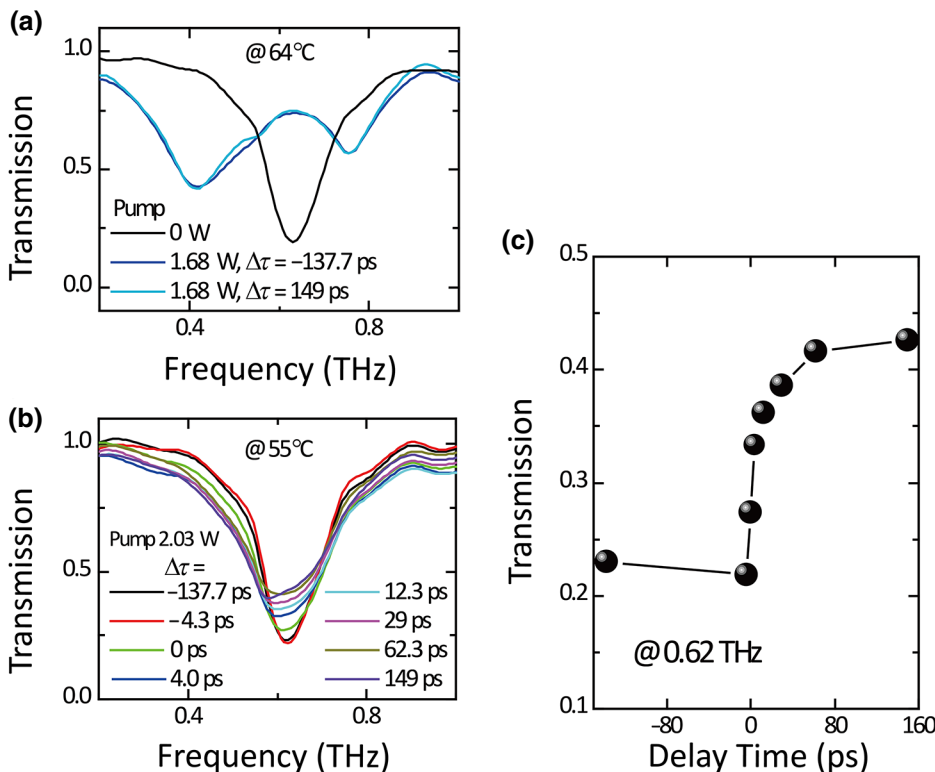 (a)
@ 64°C
1.0
0.5
0.0
Transmission
Pump
0 W
1.68 W, Δτ = −137.7 ps
1.68 W, Δτ = 149 ps
0.4
0.8
Frequency (THz)
(b)
@ 55°C
1.0
0.5
0.0
Transmission
Pump 2.03 W
Δτ =
−137.7 ps
−4.3 ps
0 ps
4.0 ps
12.3 ps
29 ps
62.3 ps
149 ps
0.4
0.8
Frequency (THz)
(c)
0.5
0.4
0.3
0.2
0.1
Transmission
@ 0.62 THz
−80
0
80
160
Delay Time (ps)